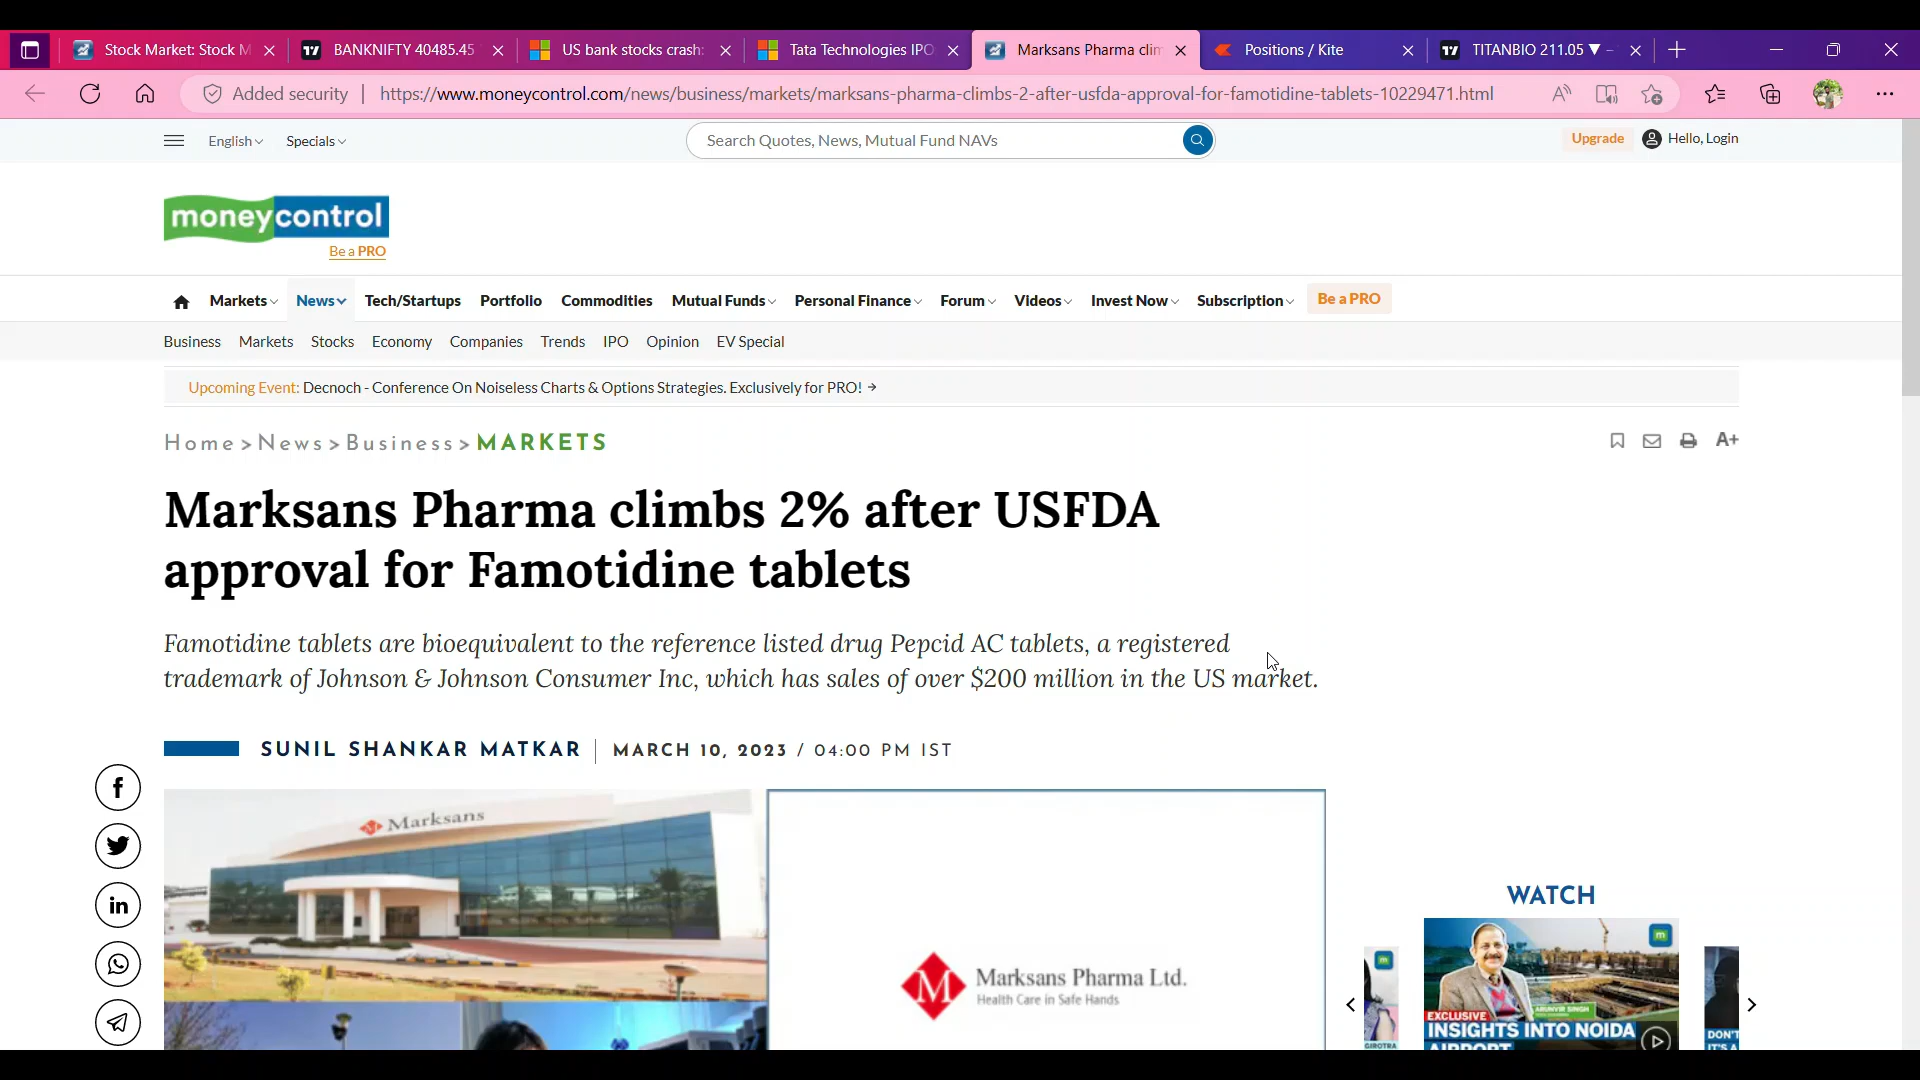 Stock Market: Stock M
BANKNIFTY 40485.45
US bank stocks crash:
Tata Technologies IPO
Marksans Pharma clim
Positions / Kite
TITANBIO 211.05 ▼ –
Added security
https://www.moneycontrol.com/news/business/markets/marksans-pharma-climbs-2-after-usfda-approval-for-famotidine-tablets-10229471.html
English
Specials
Search Quotes, News, Mutual Fund NAVs
Upgrade
Hello, Login
moneycontrol
Be a PRO
Markets
News
Tech/Startups
Portfolio
Commodities
Mutual Funds
Personal Finance
Forum
Videos
Invest Now
Subscription
Be a PRO
Business
Markets
Stocks
Economy
Companies
Trends
IPO
Opinion
EV Special
Upcoming Event: Decnoch - Conference On Noiseless Charts & Options Strategies. Exclusively for PRO! →
Home > News > Business > MARKETS
A+
Marksans Pharma climbs 2% after USFDA
approval for Famotidine tablets
Famotidine tablets are bioequivalent to the reference listed drug Pepcid AC tablets, a registered
trademark of Johnson & Johnson Consumer Inc, which has sales of over $200 million in the US market.
SUNIL SHANKAR MATKAR | MARCH 10, 2023 / 04:00 PM IST
Marksans
Marksans Pharma Ltd.
Health Care in Safe Hands
WATCH
GIROTRA
EXCLUSIVE
ARUNVIR SINGH
INSIGHTS INTO NOIDA
AIRPORT
DON'T
IT'S A